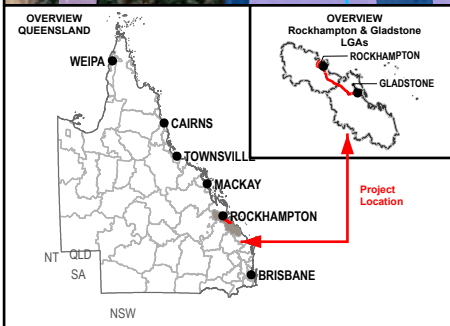 OVERVIEW
QUEENSLAND
WEIPA
CAIRNS
TOWNSVILLE
MACKAY
ROCKHAMPTON
BRISBANE
NT
QLD
SA
NSW
OVERVIEW
Rockhampton & Gladstone
LGAs
ROCKHAMPTON
GLADSTONE
Project
Location